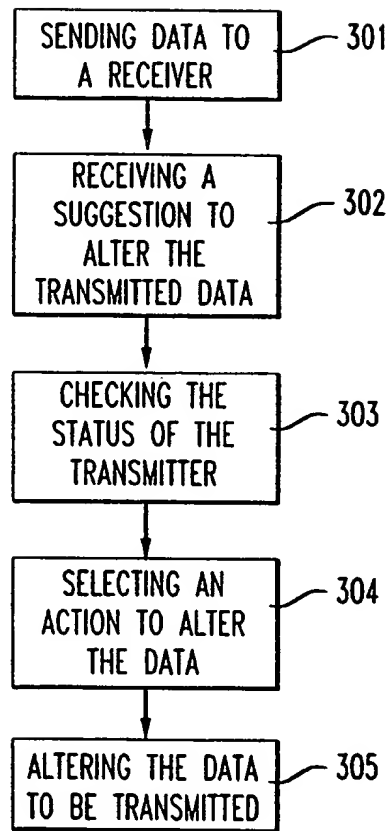 SENDING DATA TO
A RECEIVER
301
RECEIVING A
SUGGESTION TO
ALTER THE
TRANSMITTED DATA
302
CHECKING THE
STATUS OF THE
TRANSMITTER
303
SELECTING AN
ACTION TO ALTER
THE DATA
304
ALTERING THE DATA
TO BE TRANSMITTED
305